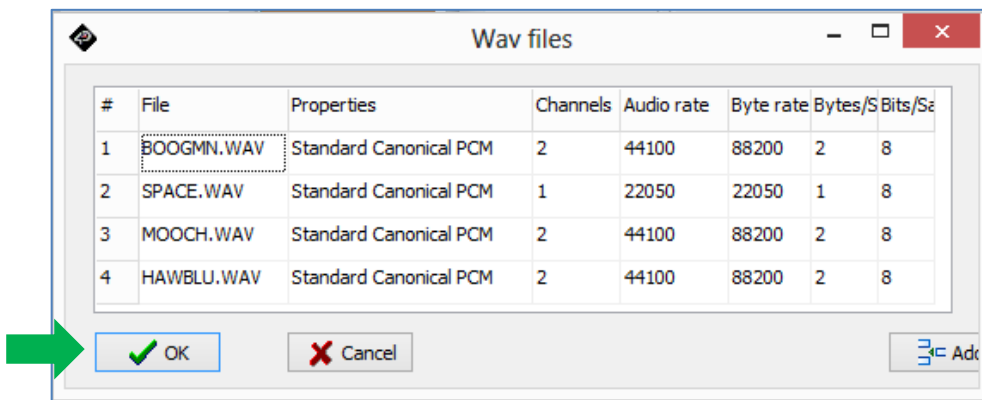 Wav files
# File Properties Channels Audio rate Byte rate Bytes/S Bits/Sa
1 BOOGMN.WAV Standard Canonical PCM 2 44100 88200 2 8
2 SPACE.WAV Standard Canonical PCM 1 22050 22050 1 8
3 MOOCH.WAV Standard Canonical PCM 2 44100 88200 2 8
4 HAWBLU.WAV Standard Canonical PCM 2 44100 88200 2 8
OK Cancel Add